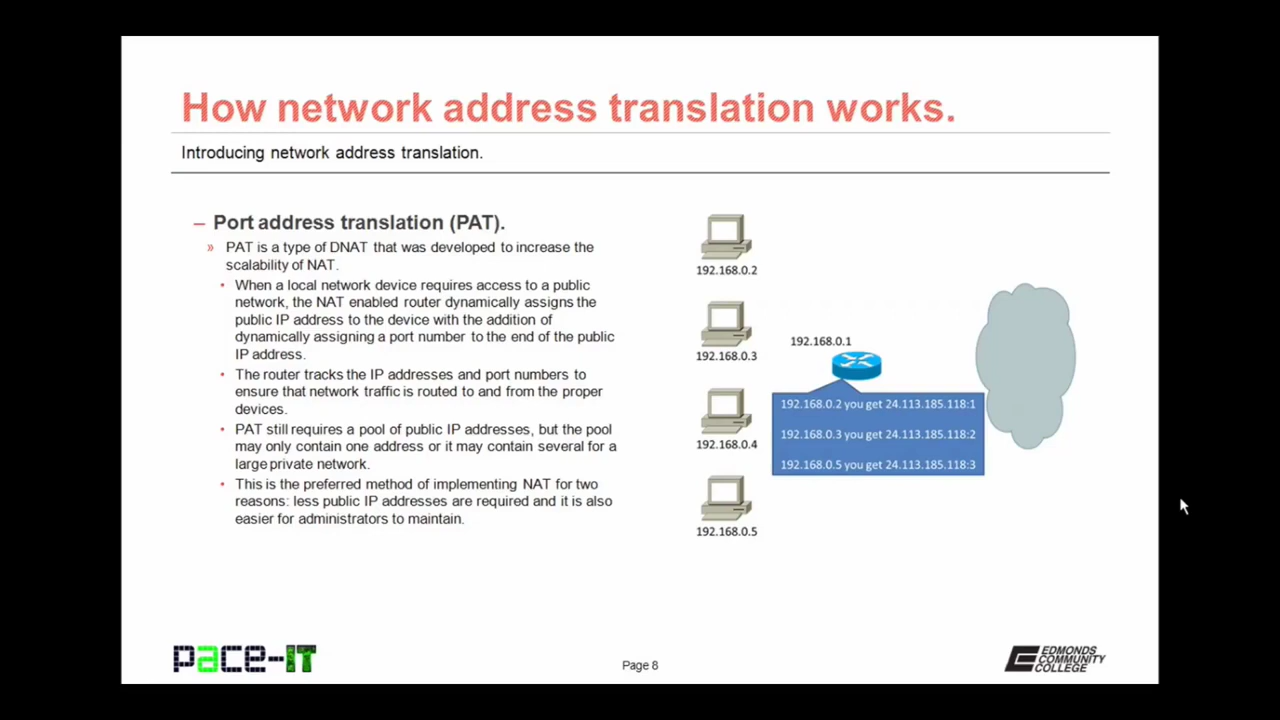 How network address translation works.
Introducing network address translation.
– Port address translation (PAT).
» PAT is a type of DNAT that was developed to increase the
scalability of NAT.
• When a local network device requires access to a public
network, the NAT enabled router dynamically assigns the
public IP address to the device with the addition of
dynamically assigning a port number to the end of the public
IP address.
• The router tracks the IP addresses and port numbers to
ensure that network traffic is routed to and from the proper
devices.
• PAT still requires a pool of public IP addresses, but the pool
may only contain one address or it may contain several for a
large private network.
• This is the preferred method of implementing NAT for two
reasons: less public IP addresses are required and it is also
easier for administrators to maintain.
192.168.0.2
192.168.0.3
192.168.0.4
192.168.0.5
192.168.0.1
192.168.0.2 you get 24.113.185.118:1
192.168.0.3 you get 24.113.185.118:2
192.168.0.5 you get 24.113.185.118:3
pace-IT
Page 8
EDMONDS
COMMUNITY
COLLEGE